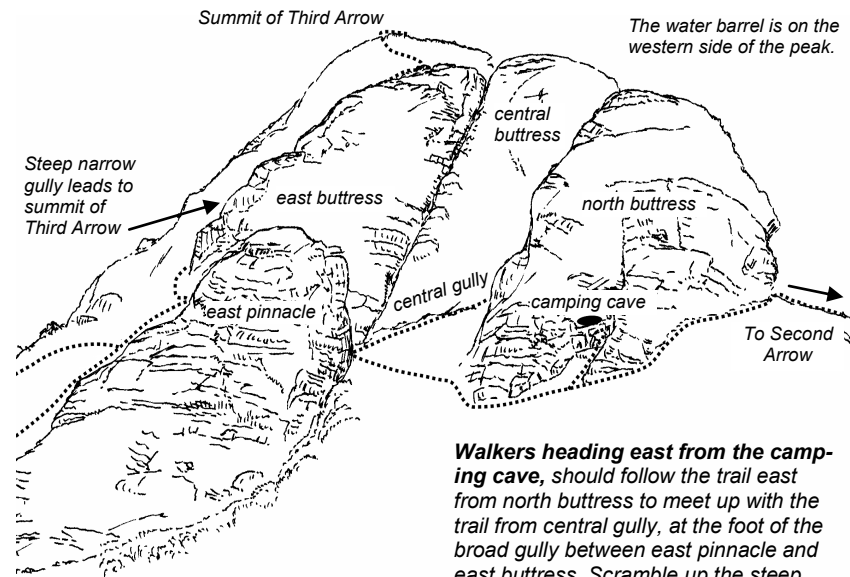 Summit of Third Arrow
The water barrel is on the
western side of the peak.
central
buttress
Steep narrow
gully leads to
summit of
Third Arrow
east buttress
north buttress
central gully
camping cave
east pinnacle
To Second
Arrow
Walkers heading east from the camp-
ing cave, should follow the trail east
from north buttress to meet up with the
trail from central gully, at the foot of the
broad gully between east pinnacle and
east buttress. Scramble up the steep